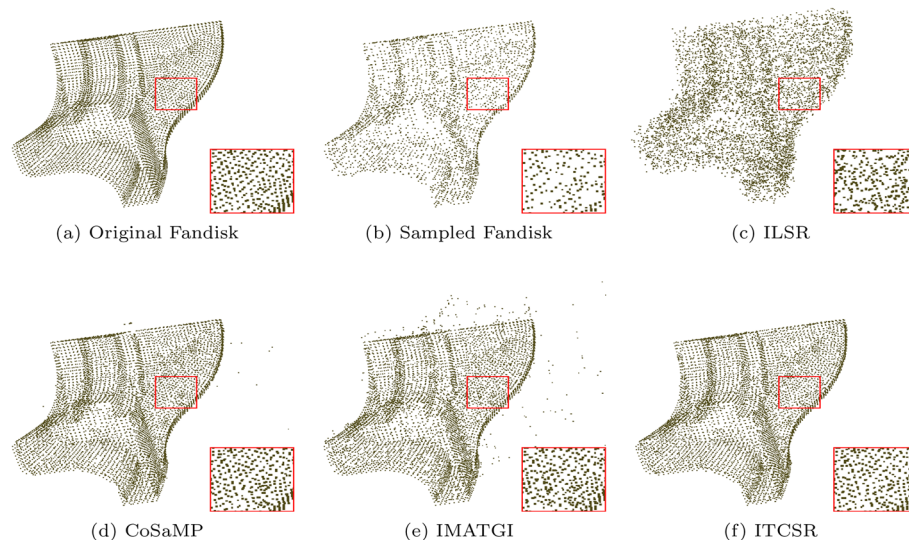 (a) Original Fandisk
(b) Sampled Fandisk
(c) ILSR
(d) CoSaMP
(e) IMATGI
(f) ITCSR